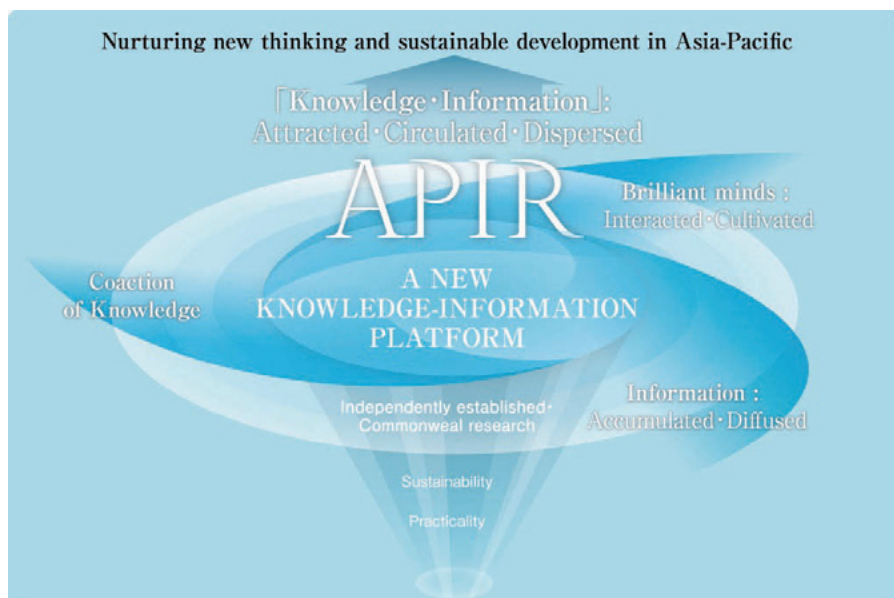 Nurturing new thinking and sustainable development in Asia-Pacific
「Knowledge・Information」:
Attracted・Circulated・Dispersed
APIR
Brilliant minds :
Interacted・Cultivated
Coaction
of Knowledge
A NEW
KNOWLEDGE-INFORMATION
PLATFORM
Information :
Accumulated・Diffused
Independently established・
Commonweal research
Sustainability
Practicality